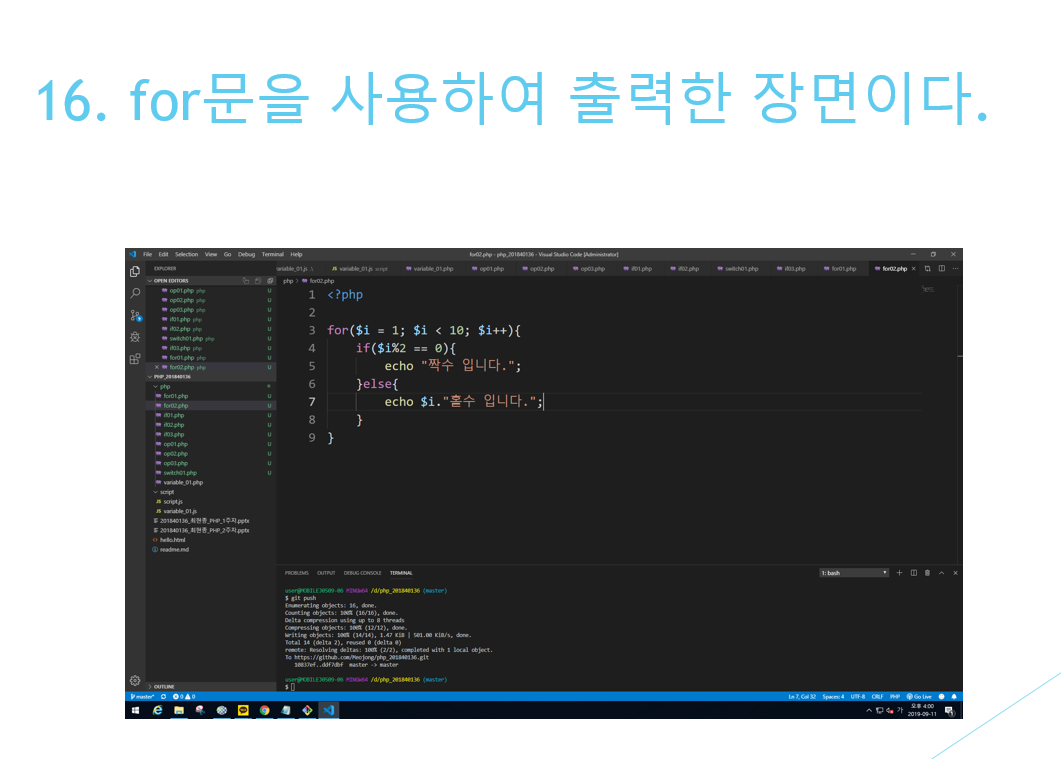 16. for문을 사용하여 출력한 장면이다.
File Edit Selection View Go Debug Terminal Help
for02.php - php_201840136 - Visual Studio Code [Administrator]
EXPLORER
variable_01.js
variable_01.js script
variable_01.php
op01.php
op02.php
op03.php
if01.php
if02.php
switch01.php
if03.php
for01.php
for02.php
OPEN EDITORS
op01.php php U
op02.php php U
op03.php php U
if01.php php U
if02.php php U
switch01.php php U
if03.php php U
for01.php php U
for02.php php U
PHP_201840136
php
for01.php U
for02.php U
if01.php U
if02.php U
if03.php U
op01.php U
op02.php U
op03.php U
switch01.php U
variable_01.php
script
JS script.js
JS variable_01.js
201840136_최현종_PHP_1주차.pptx
201840136_최현종_PHP_2주차.pptx
hello.html
readme.md
OUTLINE
php > for02.php
1 <?php
2
3 for($i = 1; $i < 10; $i++){
4 if($i%2 == 0){
5 echo "짝수 입니다.";
6 }else{
7 echo $i."홀수 입니다.";
8 }
9 }
PROBLEMS OUTPUT DEBUG CONSOLE TERMINAL
1: bash
user@MOBILE30509-06 MINGW64 /d/php_201840136 (master)
$ git push
Enumerating objects: 16, done.
Counting objects: 100% (16/16), done.
Delta compression using up to 8 threads
Compressing objects: 100% (12/12), done.
Writing objects: 100% (14/14), 1.47 KiB | 501.00 KiB/s, done.
Total 14 (delta 2), reused 0 (delta 0)
remote: Resolving deltas: 100% (2/2), completed with 1 local object.
To https://github.com/Meojong/php_201840136.git
30837ef..ddf7dbf master -> master
user@MOBILE30509-06 MINGW64 /d/php_201840136 (master)
$
master* 0 0
Ln 7, Col 32 Spaces: 4 UTF-8 CRLF PHP Go Live
가
오후 4:00
2019-09-11